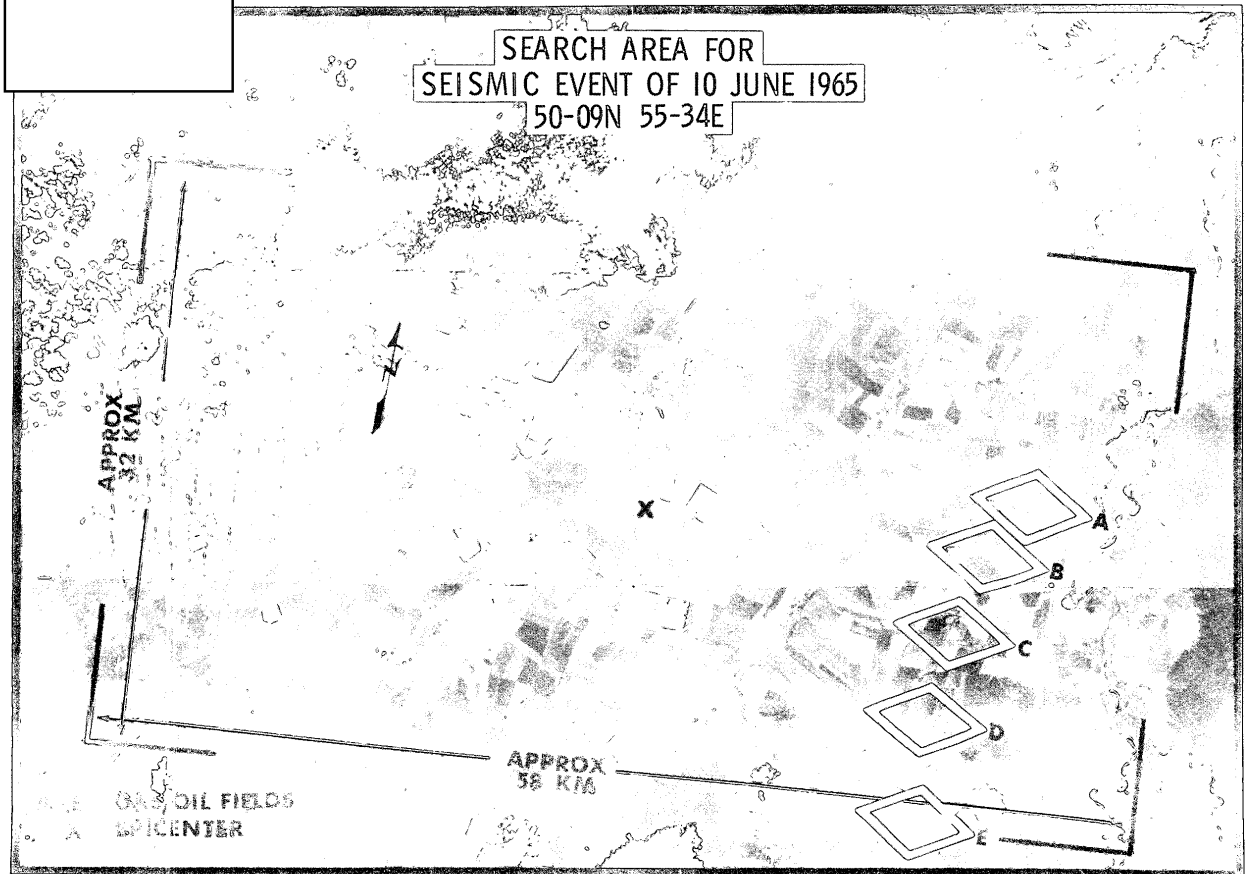 SEARCH AREA FOR
SEISMIC EVENT OF 10 JUNE 1965
50-09N 55-34E
N
APPROX
32 KM
X
A
B
C
D
E
APPROX
58 KM
OIL FIELDS
X EPICENTER